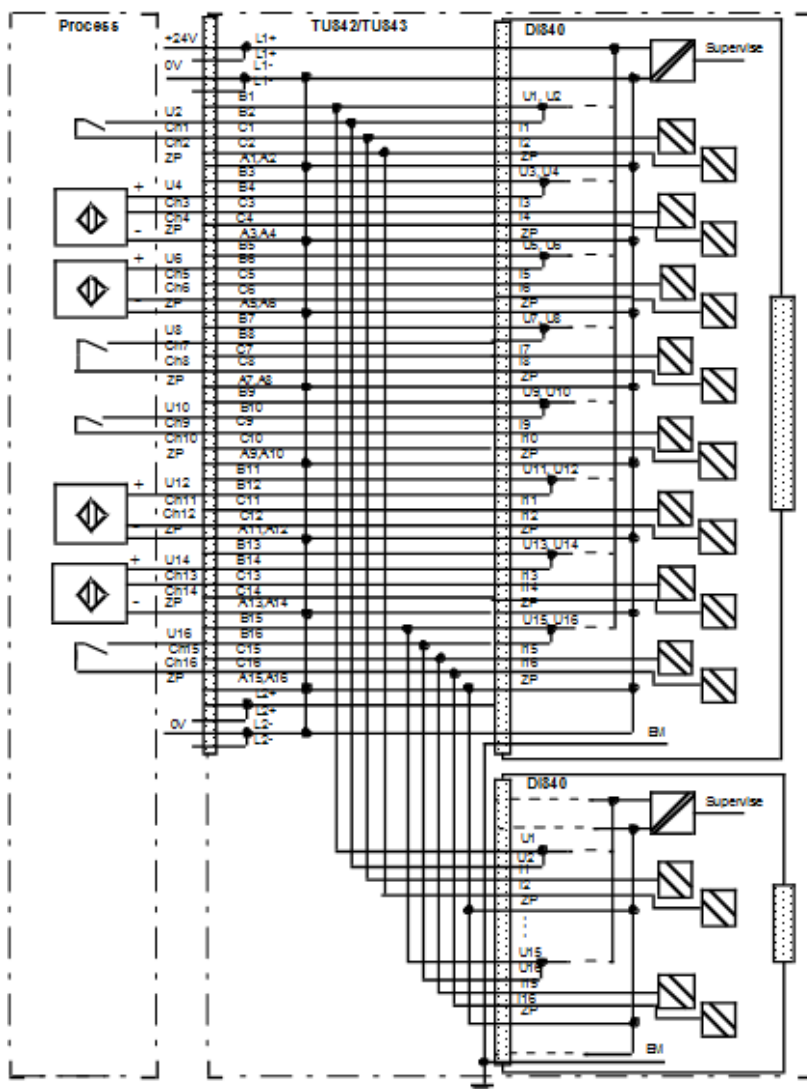 Process
TU842/TU843
DI840
+24V
L1+
L1+
0V
L1-
L1-
Supervise
B1
U1, U2
U2
B2
Ch1
C1
I1
Ch2
C2
I2
ZP
A1,A2
ZP
B3
U3, U4
+
U4
B4
Ch3
C3
I3
Ch4
C4
I4
-
ZP
A3,A4
ZP
B5
U5, U6
+
U6
B6
Ch5
C5
I5
Ch6
C6
I6
-
ZP
A5,A6
ZP
B7
U7, U8
U8
B8
Ch7
C7
I7
Ch8
C8
I8
ZP
A7,A8
ZP
B9
U9, U10
U10
B10
Ch9
C9
I9
Ch10
C10
I10
ZP
A9,A10
ZP
B11
U11, U12
+
U12
B12
Ch11
C11
I11
Ch12
C12
I12
-
ZP
A11,A12
ZP
B13
U13, U14
+
U14
B14
Ch13
C13
I13
Ch14
C14
I14
-
ZP
A13,A14
ZP
B15
U15, U16
U16
B16
Ch15
C15
I15
Ch16
C16
I16
ZP
A15,A16
ZP
L2+
L2+
0V
L2-
L2-
EM
DI840
Supervise
U1
U2
I1
I2
ZP
U15
U16
I15
I16
ZP
EM